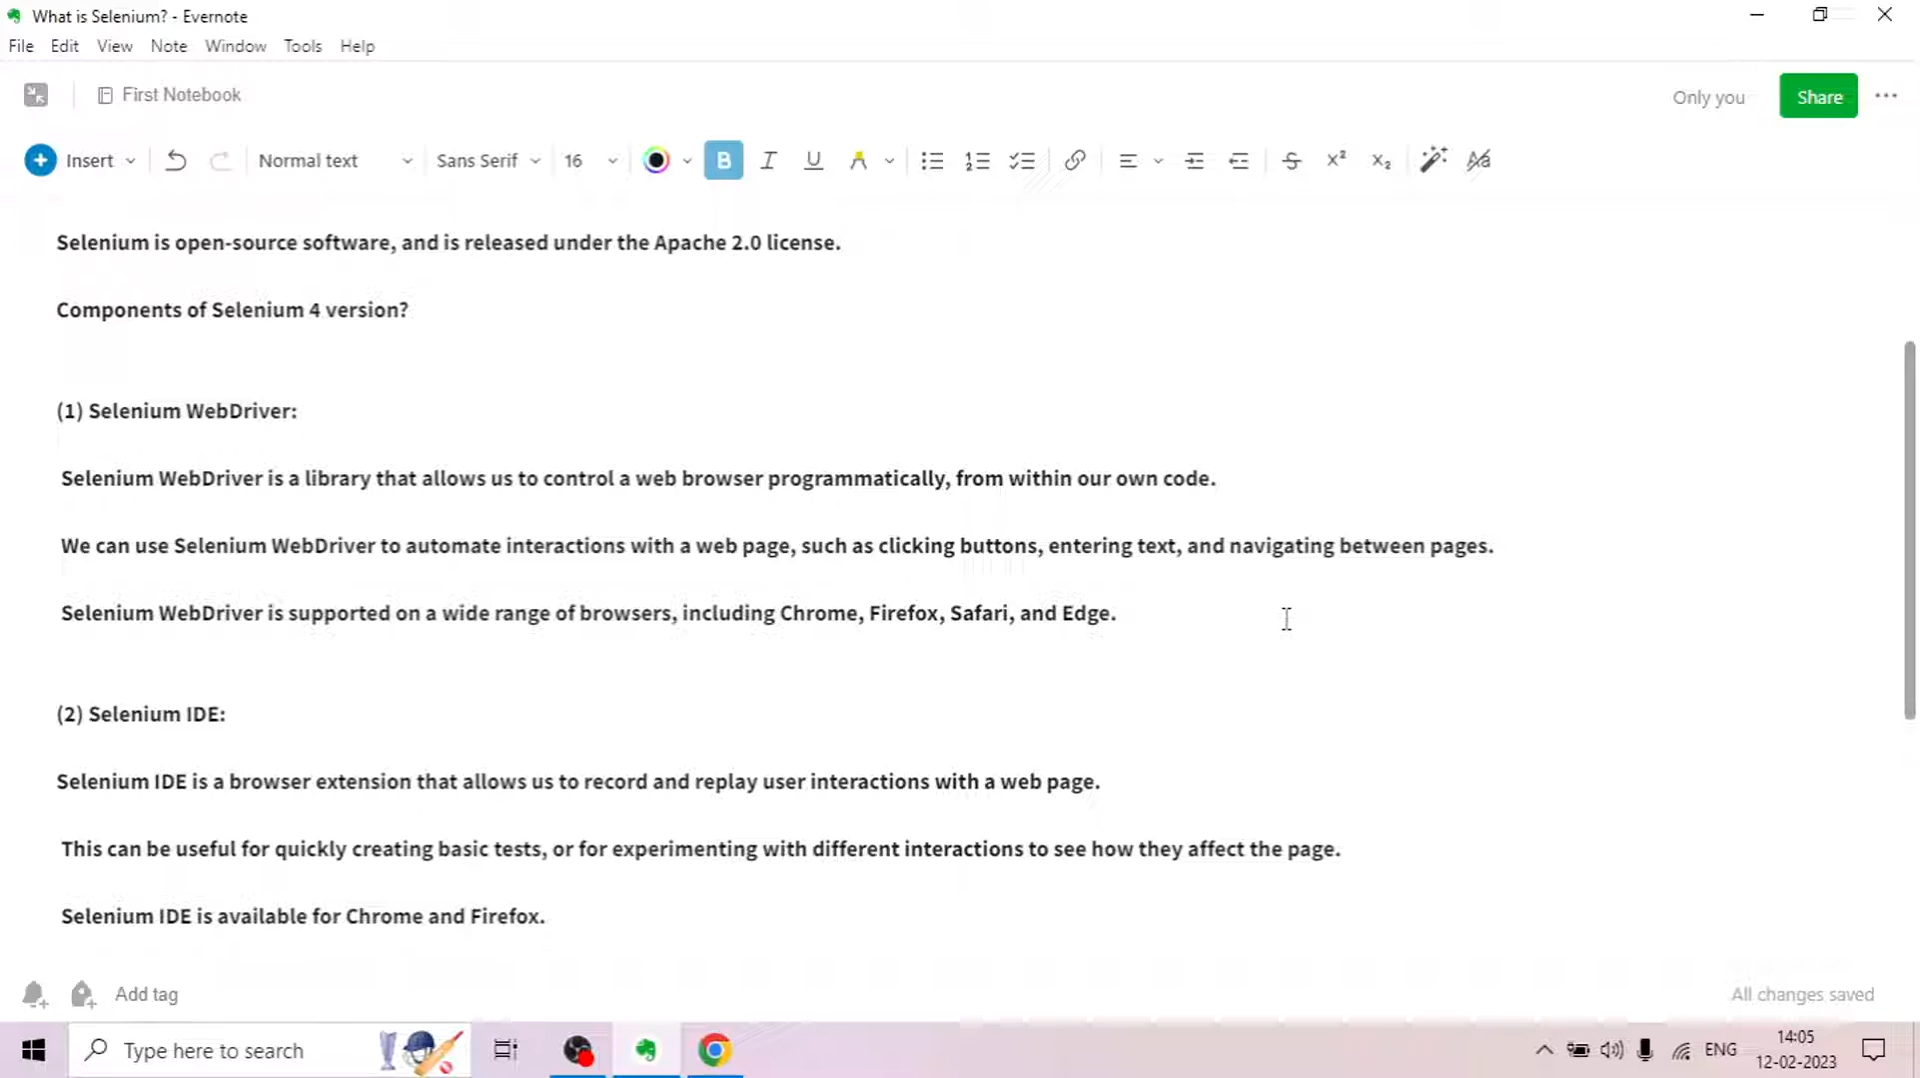 What is Selenium? - Evernote
File Edit View Note Window Tools Help
First Notebook
Only you
Share
Insert
Normal text
Sans Serif
16
B I U
Selenium is open-source software, and is released under the Apache 2.0 license.
Components of Selenium 4 version?
(1) Selenium WebDriver:
Selenium WebDriver is a library that allows us to control a web browser programmatically, from within our own code.
We can use Selenium WebDriver to automate interactions with a web page, such as clicking buttons, entering text, and navigating between pages.
Selenium WebDriver is supported on a wide range of browsers, including Chrome, Firefox, Safari, and Edge.
(2) Selenium IDE:
Selenium IDE is a browser extension that allows us to record and replay user interactions with a web page.
This can be useful for quickly creating basic tests, or for experimenting with different interactions to see how they affect the page.
Selenium IDE is available for Chrome and Firefox.
Add tag
All changes saved
Type here to search
ENG
14:05
12-02-2023